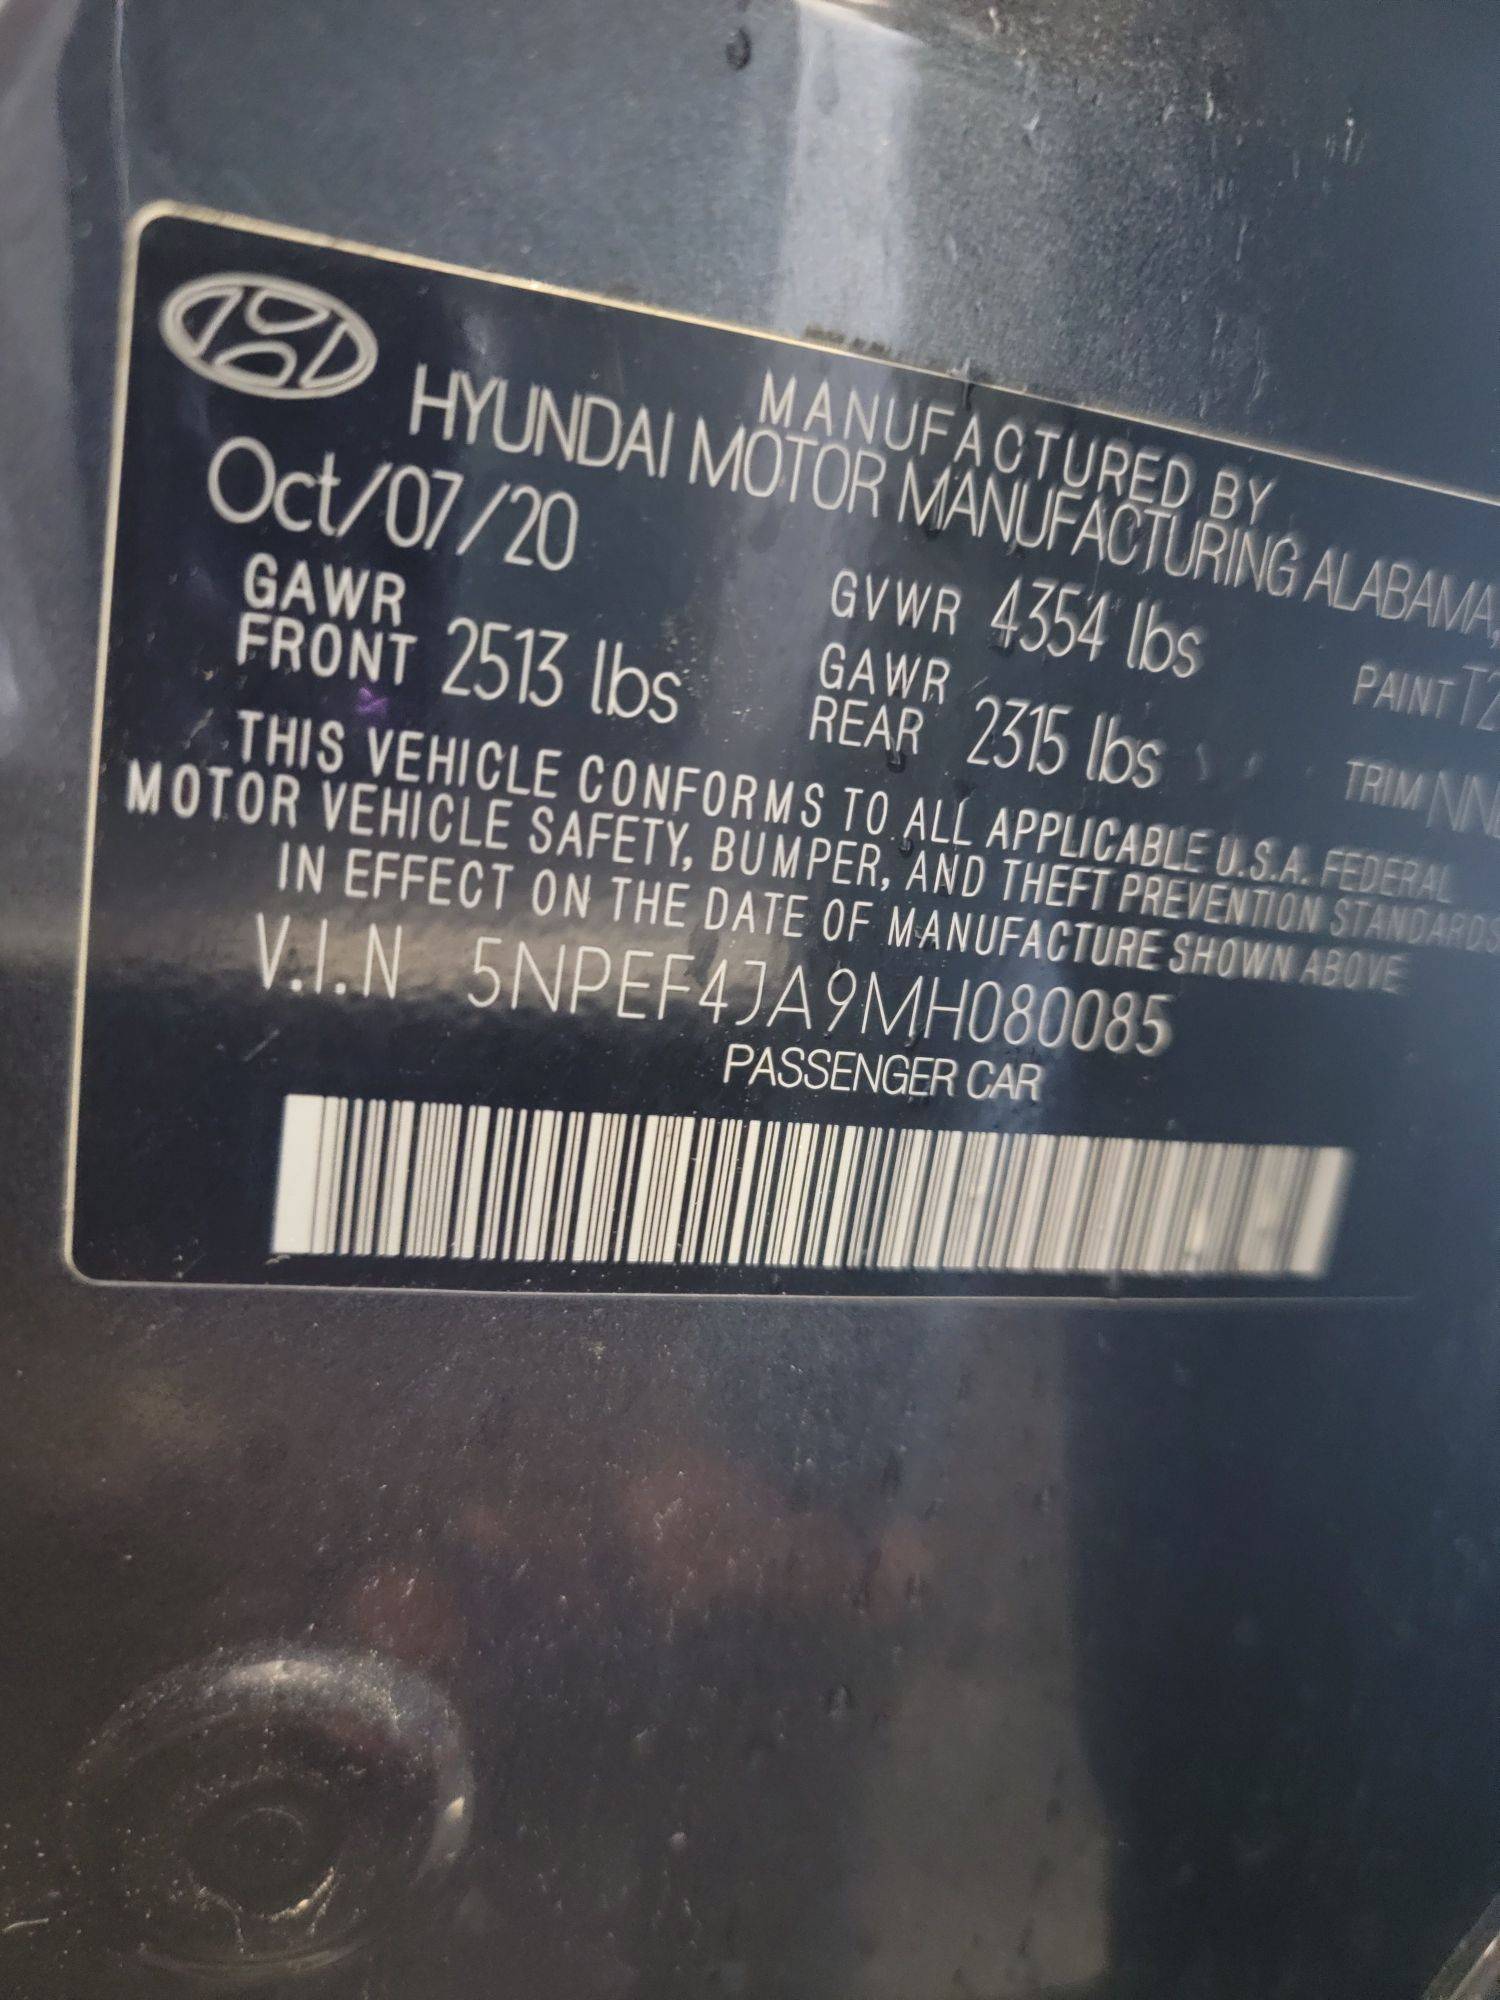 MANUFACTURED BY
HYUNDAI MOTOR MANUFACTURING ALABAMA,
Oct/07/20
GVWR 4354 lbs
PAINT
GAWR
FRONT 2513 lbs
GAWR
REAR 2315 lbs
TRIM
THIS VEHICLE CONFORMS TO ALL APPLICABLE U.S.A. FEDERAL
MOTOR VEHICLE SAFETY, BUMPER, AND THEFT PREVENTION STANDARDS
IN EFFECT ON THE DATE OF MANUFACTURE SHOWN ABOVE
V.I.N 5NPEF4JA9MH080085
PASSENGER CAR